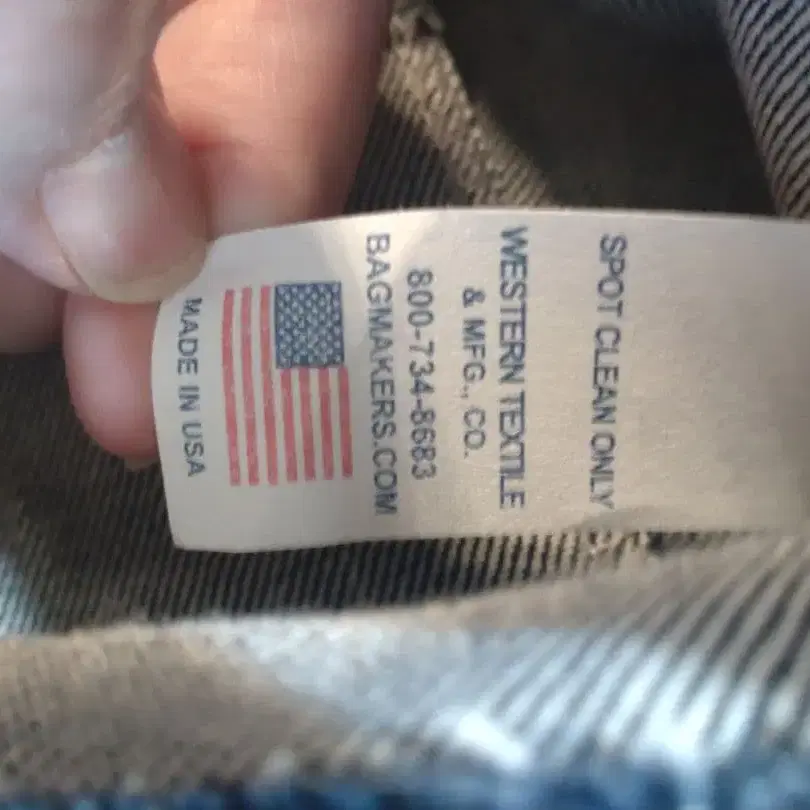 SPOT CLEAN ONLY
WESTERN TEXTILE
& MFG., CO.
800-734-8683
BAGMAKERS.COM
MADE IN USA